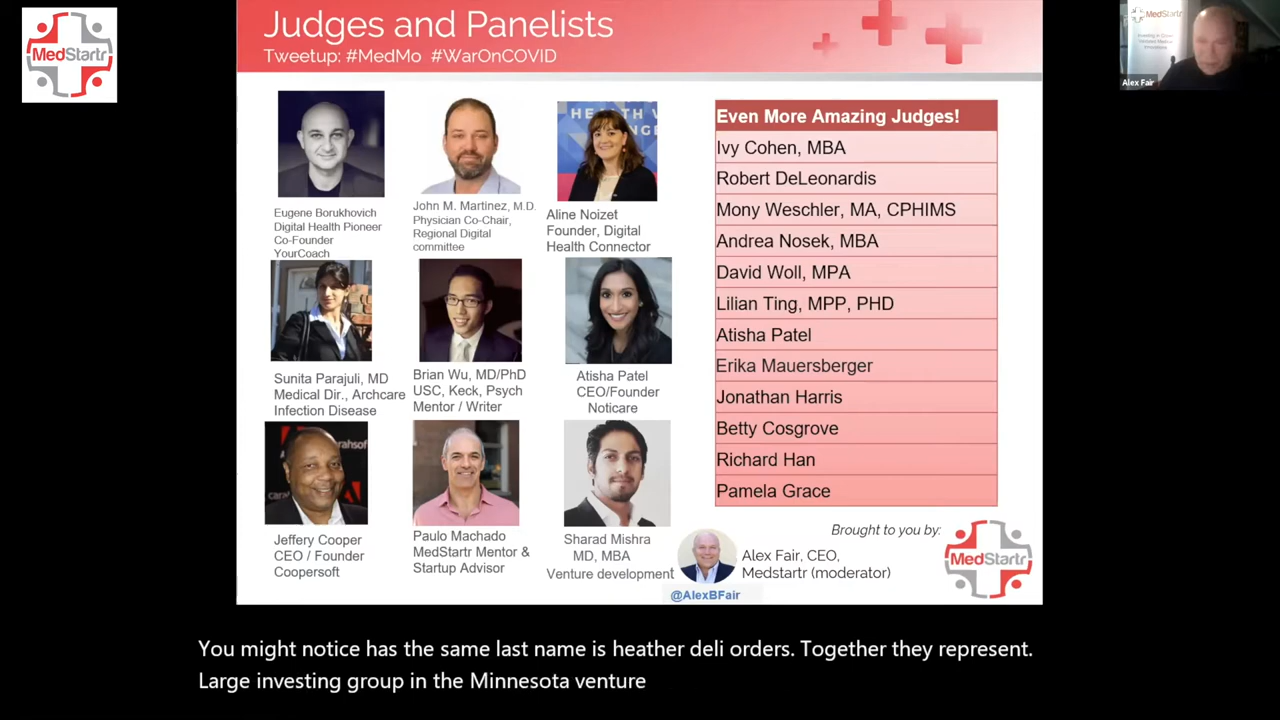 Judges and Panelists
Tweetup: #MedMo #WarOnCOVID
MedStartr
MedStartr
Alex Fair
HEALTH V
NGE
Eugene Borukhovich
Digital Health Pioneer
Co-Founder
YourCoach
John M. Martinez, M.D.
Physician Co-Chair,
Regional Digital
committee
Aline Noizet
Founder, Digital
Health Connector
Sunita Parajuli, MD
Medical Dir., Archcare
Infection Disease
Brian Wu, MD/PhD
USC, Keck, Psych
Mentor / Writer
Atisha Patel
CEO/Founder
Noticare
Jeffery Cooper
CEO / Founder
Coopersoft
Paulo Machado
MedStartr Mentor &
Startup Advisor
Sharad Mishra
MD, MBA
Venture development
Even More Amazing Judges!
Ivy Cohen, MBA
Robert DeLeonardis
Mony Weschler, MA, CPHIMS
Andrea Nosek, MBA
David Woll, MPA
Lilian Ting, MPP, PHD
Atisha Patel
Erika Mauersberger
Jonathan Harris
Betty Cosgrove
Richard Han
Pamela Grace
Brought to you by:
Alex Fair, CEO,
Medstartr (moderator)
@AlexBFair
MedStartr
You might notice has the same last name is heather deli orders. Together they represent.
Large investing group in the Minnesota venture